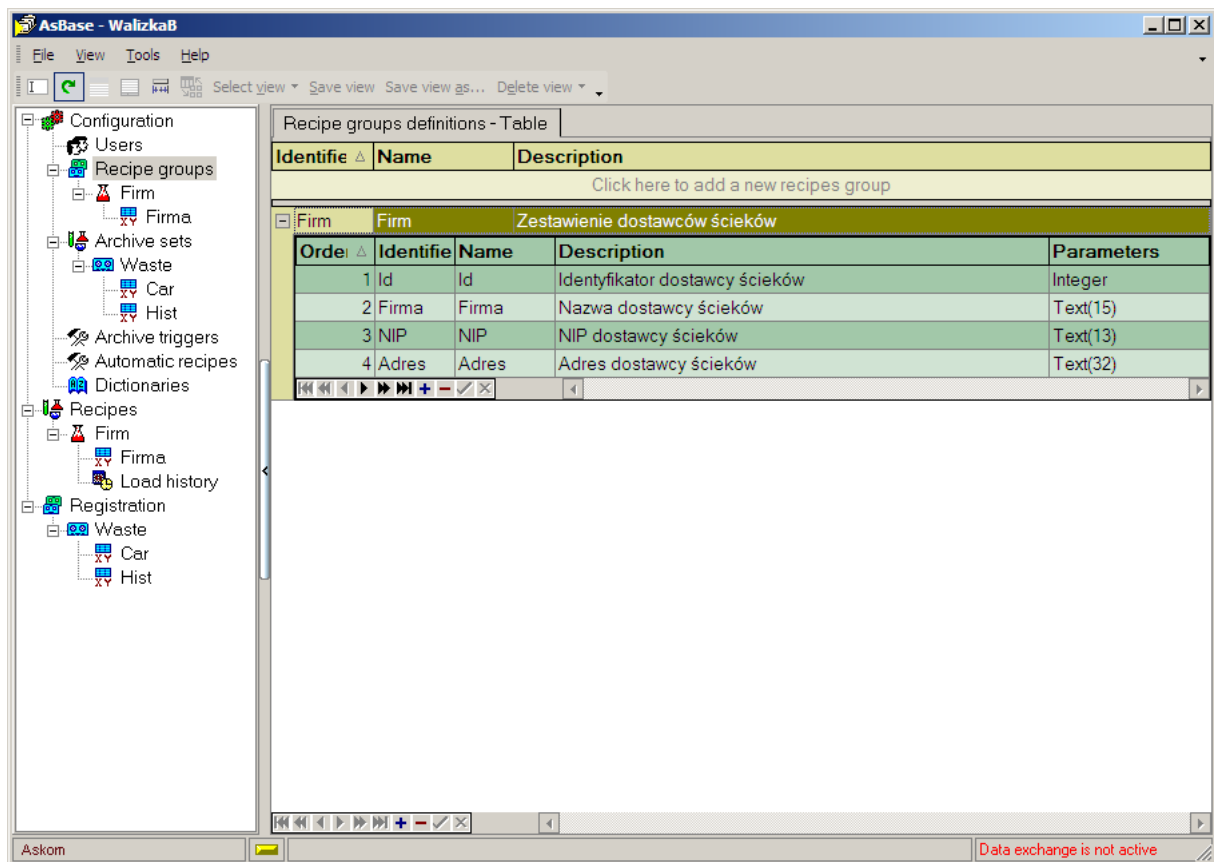 AsBase - WalizkaB
File View Tools Help
Select view Save view Save view as... Delete view
Configuration
Users
Recipe groups
Firm
Firma
Archive sets
Waste
Car
Hist
Archive triggers
Automatic recipes
Dictionaries
Recipes
Firm
Firma
Load history
Registration
Waste
Car
Hist
Recipe groups definitions - Table
Identifie Name Description
Click here to add a new recipes group
Firm Firm Zestawienie dostawców ścieków
Order Identifie Name Description Parameters
1 Id Id Identyfikator dostawcy ścieków Integer
2 Firma Firma Nazwa dostawcy ścieków Text(15)
3 NIP NIP NIP dostawcy ścieków Text(13)
4 Adres Adres Adres dostawcy ścieków Text(32)
Askom
Data exchange is not active